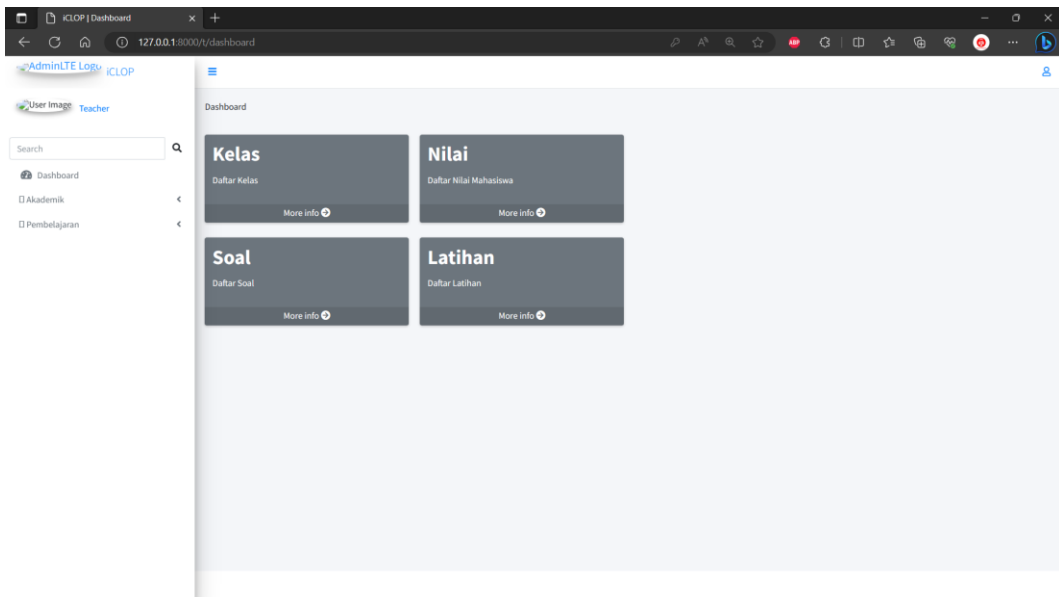 iCLOP | Dashboard
127.0.0.1:8000/t/dashboard
ABP
AdminLTE Logo iCLOP
User Image Teacher
Search
Dashboard
Akademik
Pembelajaran
Dashboard
Kelas
Daftar Kelas
More info
Nilai
Daftar Nilai Mahasiswa
More info
Soal
Daftar Soal
More info
Latihan
Daftar Latihan
More info